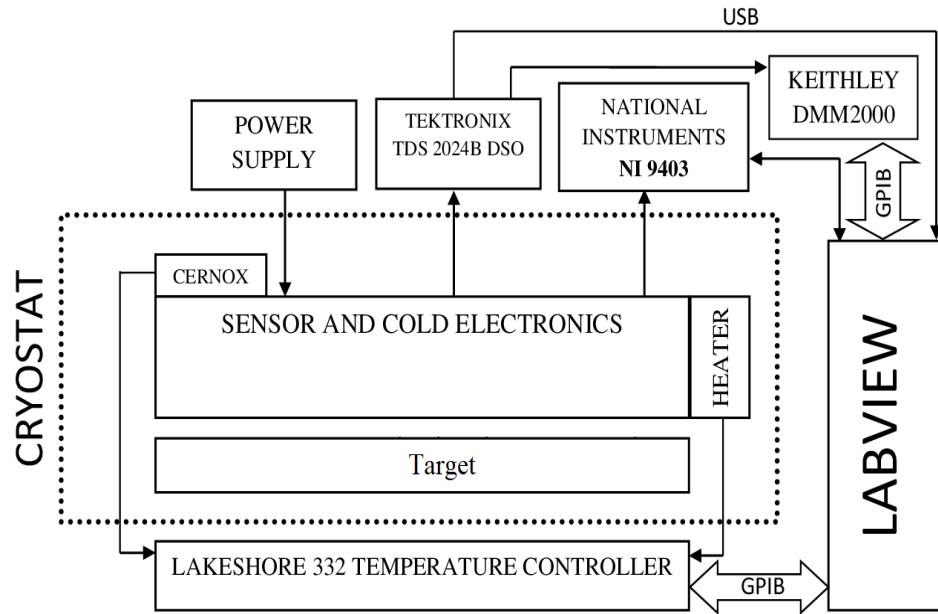 USB
POWER
SUPPLY
TEKTRONIX
TDS 2024B DSO
NATIONAL
INSTRUMENTS
NI 9403
KEITHLEY
DMM2000
GPIB
CRYOSTAT
CERNOX
SENSOR AND COLD ELECTRONICS
HEATER
Target
LABVIEW
LAKESHORE 332 TEMPERATURE CONTROLLER
GPIB